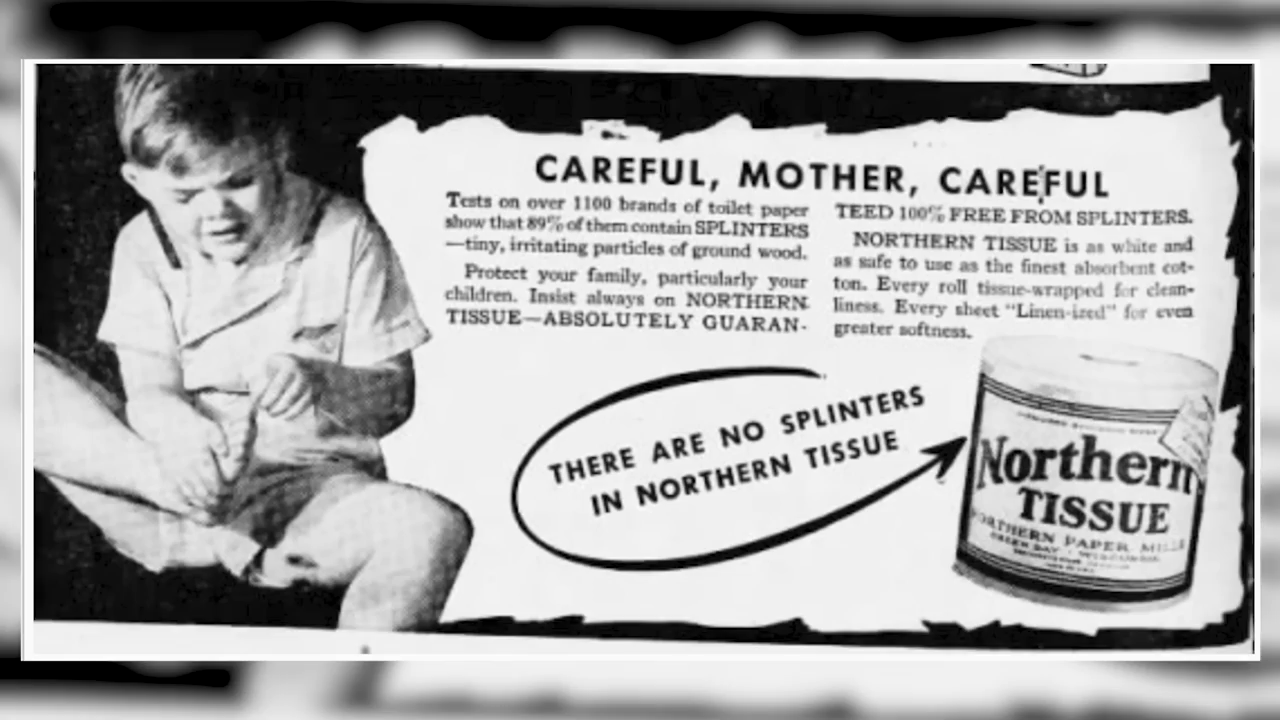 CAREFUL, MOTHER, CAREFUL
Tests on over 1100 brands of toilet paper
show that 89% of them contain SPLINTERS
—tiny, irritating particles of ground wood.
Protect your family, particularly your
children. Insist always on NORTHERN
TISSUE—ABSOLUTELY GUARAN-
TEED 100% FREE FROM SPLINTERS.
NORTHERN TISSUE is as white and
as safe to use as the finest absorbent cot-
ton. Every roll tissue-wrapped for clean-
liness. Every sheet "Linen-ized" for even
greater softness.
THERE ARE NO SPLINTERS
IN NORTHERN TISSUE
Northern
TISSUE
NORTHERN PAPER MILLS
GREEN BAY WISCONSIN